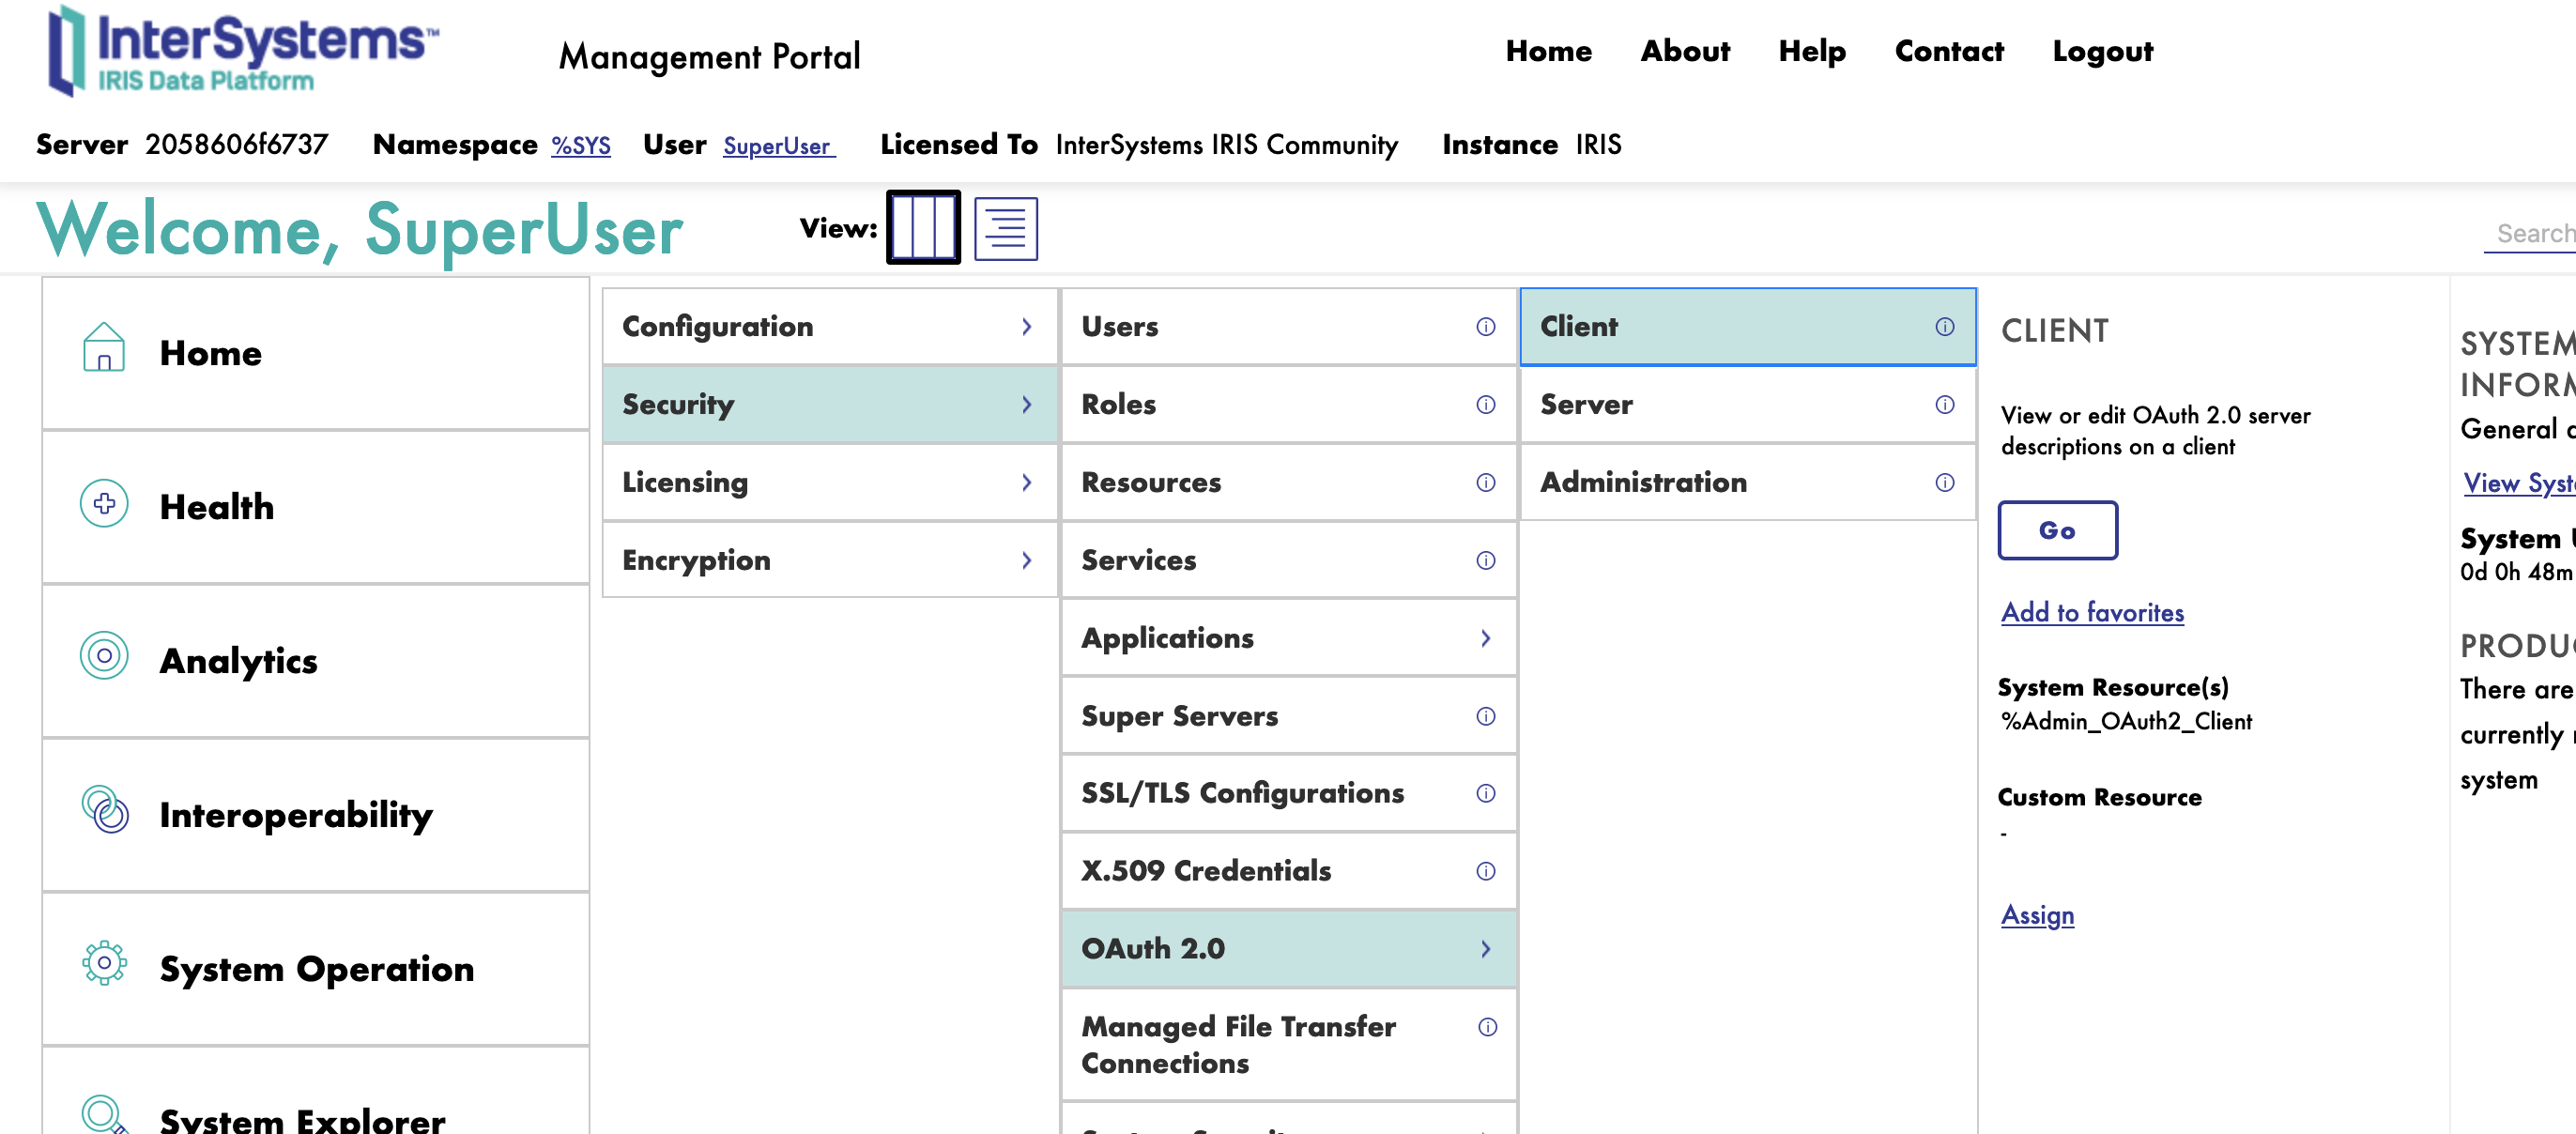 InterSystems™
IRIS Data Platform
Management Portal
Home About Help Contact Logout
Server 2058606f6737 Namespace %SYS User SuperUser Licensed To InterSystems IRIS Community Instance IRIS
Welcome, SuperUser
View:
Search
Home
Health
Analytics
Interoperability
System Operation
System Explorer
Configuration
Security
Licensing
Encryption
Users
Roles
Resources
Services
Applications
Super Servers
SSL/TLS Configurations
X.509 Credentials
OAuth 2.0
Managed File Transfer
Connections
Client
Server
Administration
CLIENT
View or edit OAuth 2.0 server
descriptions on a client
Go
Add to favorites
System Resource(s)
%Admin_OAuth2_Client
Custom Resource
-
Assign
SYSTEM
General
View
System
0d 0h 48m
There are
currently
system